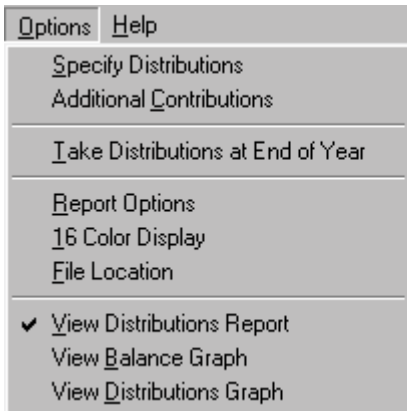 Options Help
Specify Distributions
Additional Contributions
Take Distributions at End of Year
Report Options
16 Color Display
File Location
✔ View Distributions Report
View Balance Graph
View Distributions Graph